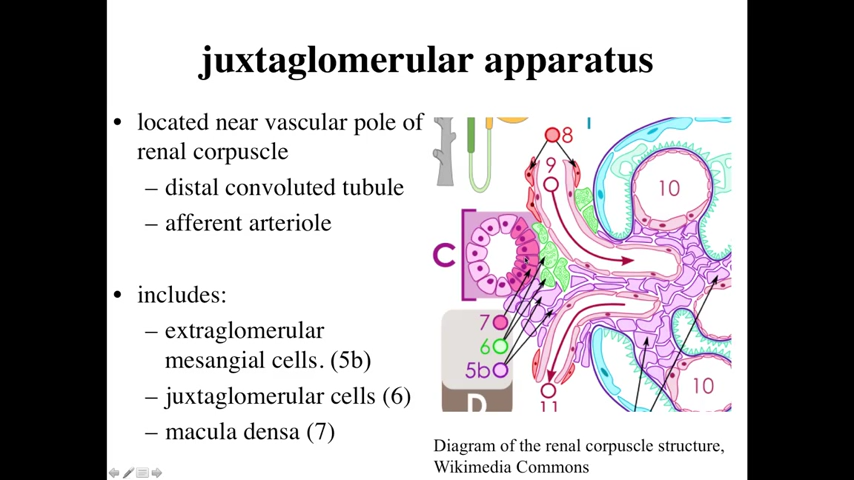 juxtaglomerular apparatus
• located near vascular pole of
renal corpuscle
– distal convoluted tubule
– afferent arteriole
• includes:
– extraglomerular
mesangial cells. (5b)
– juxtaglomerular cells (6)
– macula densa (7)
8
9
10
C
7
6
5b
D
11
10
Diagram of the renal corpuscle structure,
Wikimedia Commons